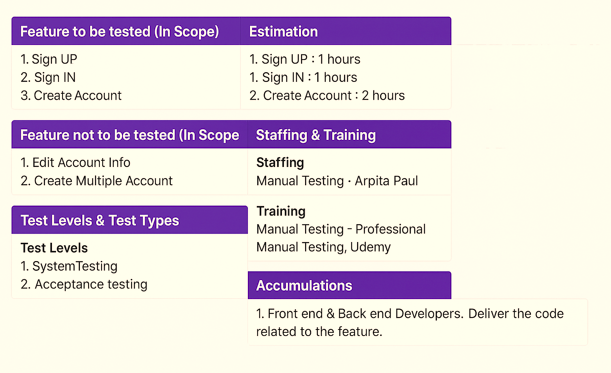 Feature to be tested (In Scope)
1. Sign UP
2. Sign IN
3. Create Account
Estimation
1. Sign UP : 1 hours
1. Sign IN : 1 hours
2. Create Account : 2 hours
Feature not to be tested (In Scope
1. Edit Account Info
2. Create Multiple Account
Staffing & Training
Staffing
Manual Testing · Arpita Paul
Training
Manual Testing - Professional
Manual Testing, Udemy
Test Levels & Test Types
Test Levels
1. SystemTesting
2. Acceptance testing
Accumulations
1. Front end & Back end Developers. Deliver the code
related to the feature.